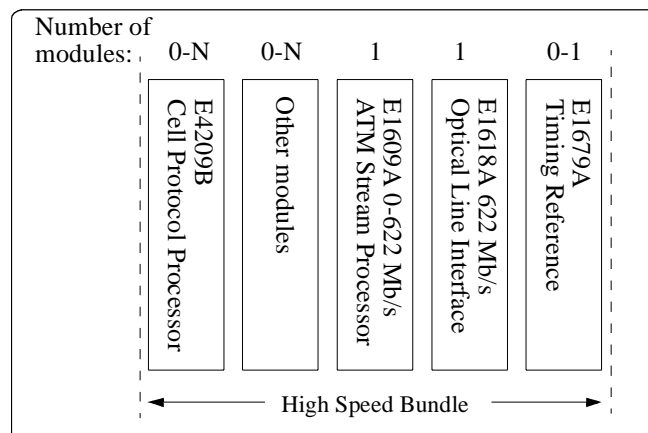 Number of
modules:
0-N
0-N
1
1
0-1
E4209B
Cell Protocol Processor
Other modules
E1609A 0-622 Mb/s
ATM Stream Processor
E1618A 622 Mb/s
Optical Line Interface
E1679A
Timing Reference
High Speed Bundle